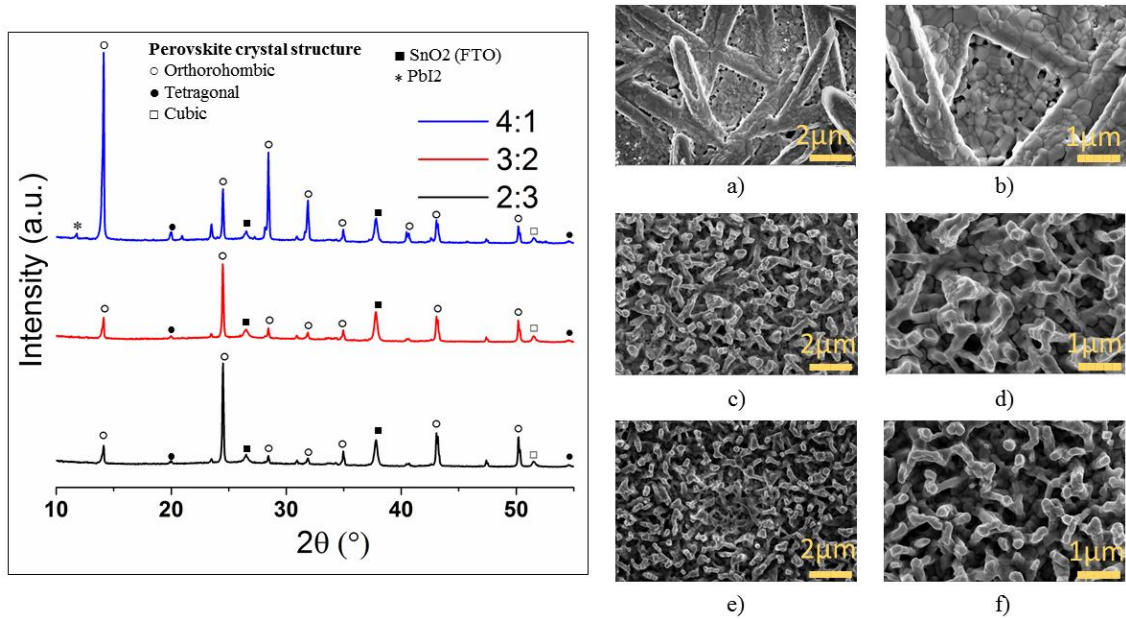 Perovskite crystal structure
○ Orthorohombic
● Tetragonal
□ Cubic
■ SnO2 (FTO)
* PbI2
4:1
3:2
2:3
Intensity (a.u.)
10 20 30 40 50
2θ (°)
2μm
1μm
a) b)
2μm
1μm
c) d)
2μm
1μm
e) f)